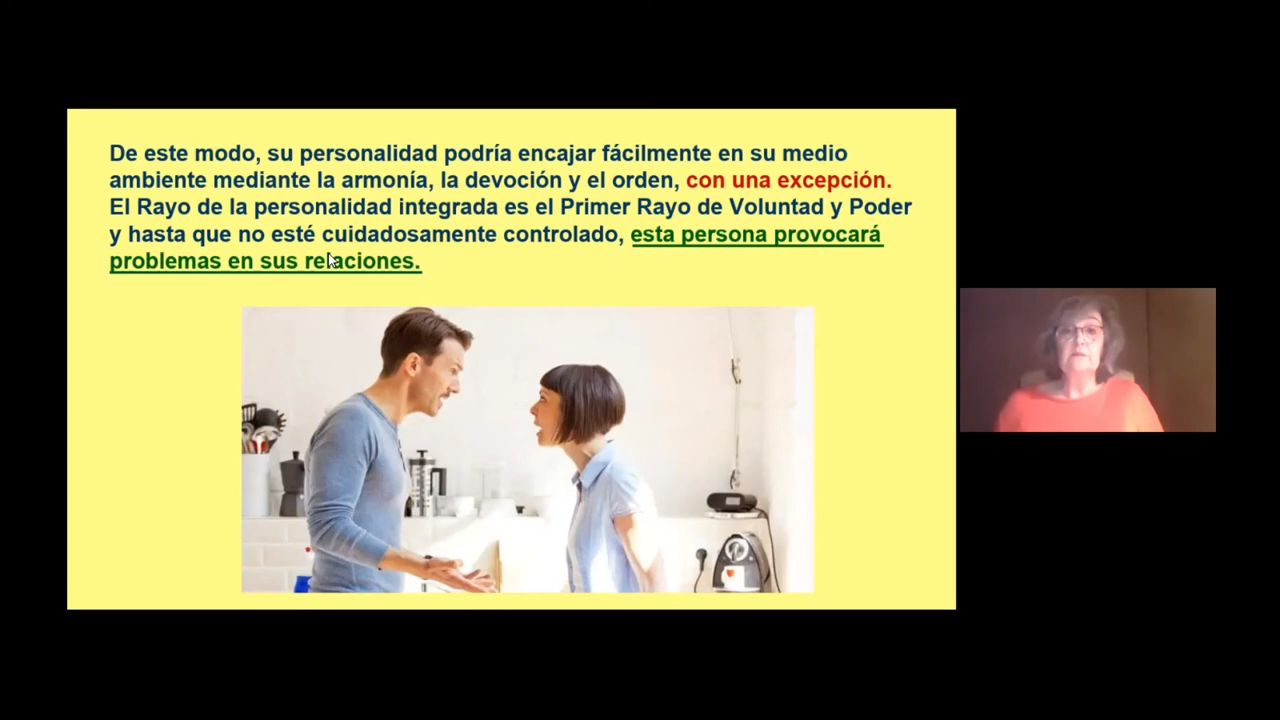 De este modo, su personalidad podría encajar fácilmente en su medio
ambiente mediante la armonía, la devoción y el orden, con una excepción.
El Rayo de la personalidad integrada es el Primer Rayo de Voluntad y Poder
y hasta que no esté cuidadosamente controlado, esta persona provocará
problemas en sus relaciones.